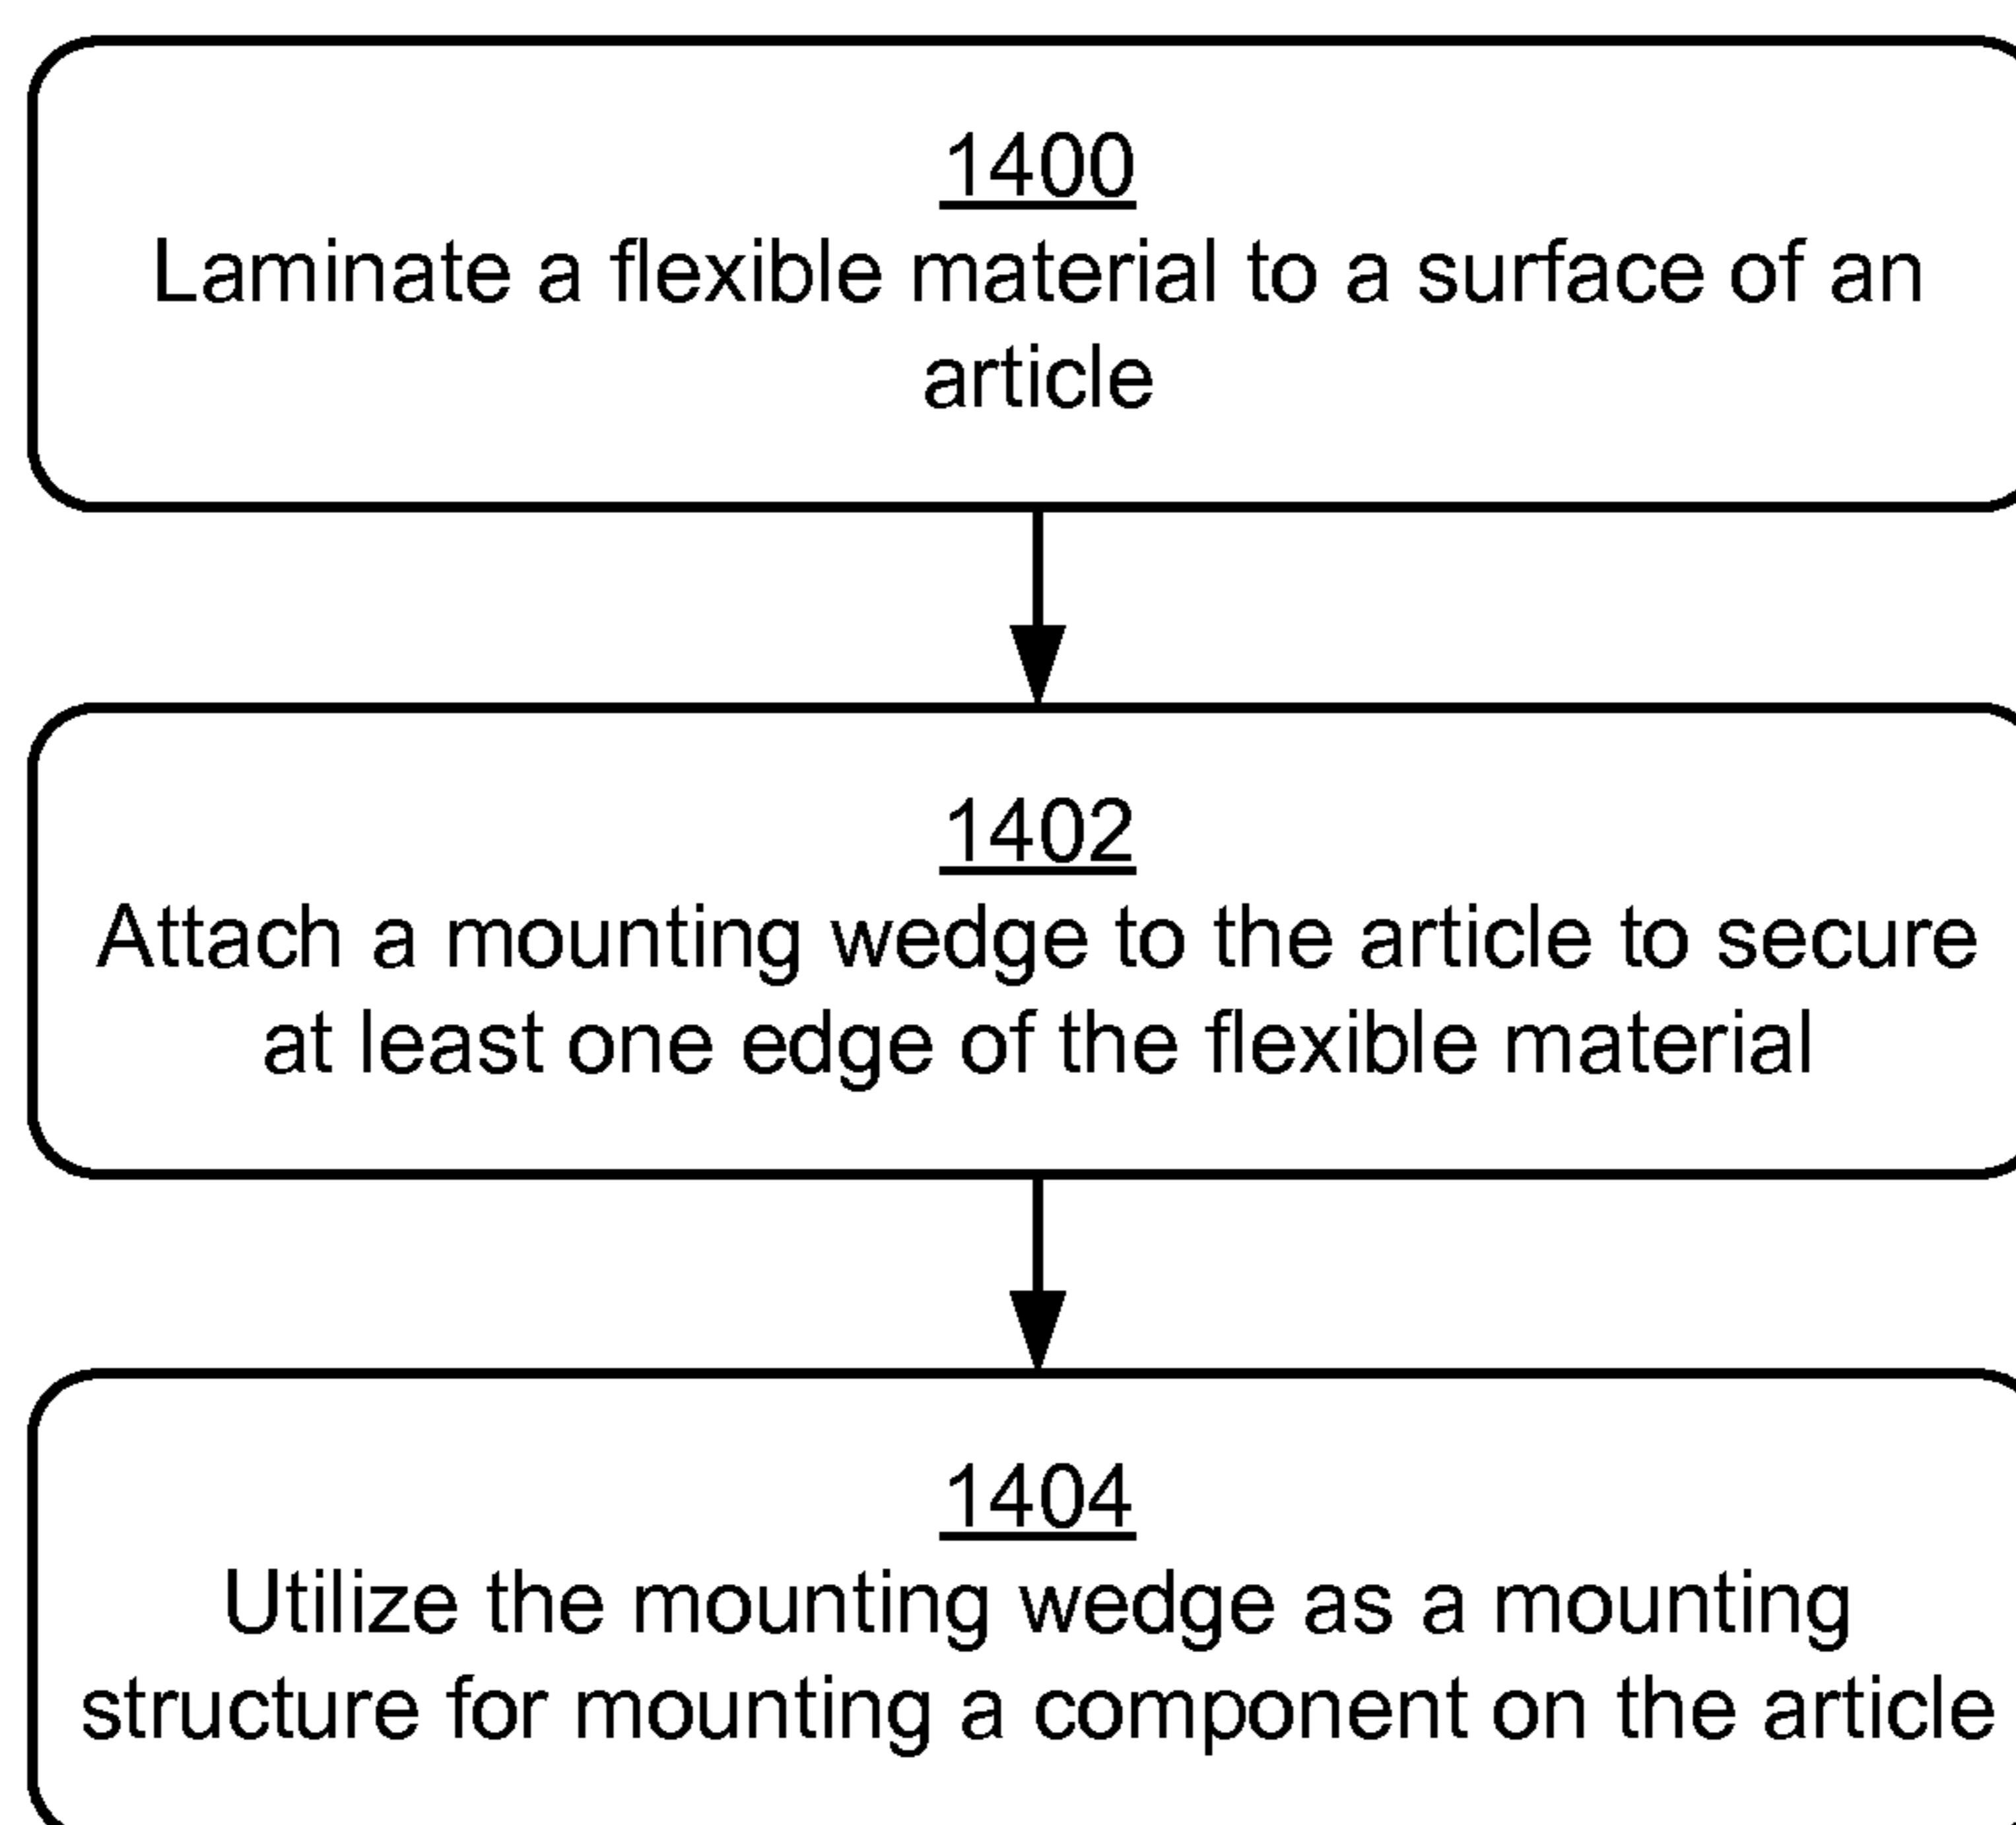 1400
Laminate a flexible material to a surface of an
article
1402
Attach a mounting wedge to the article to secure
at least one edge of the flexible material
1404
Utilize the mounting wedge as a mounting
structure for mounting a component on the article